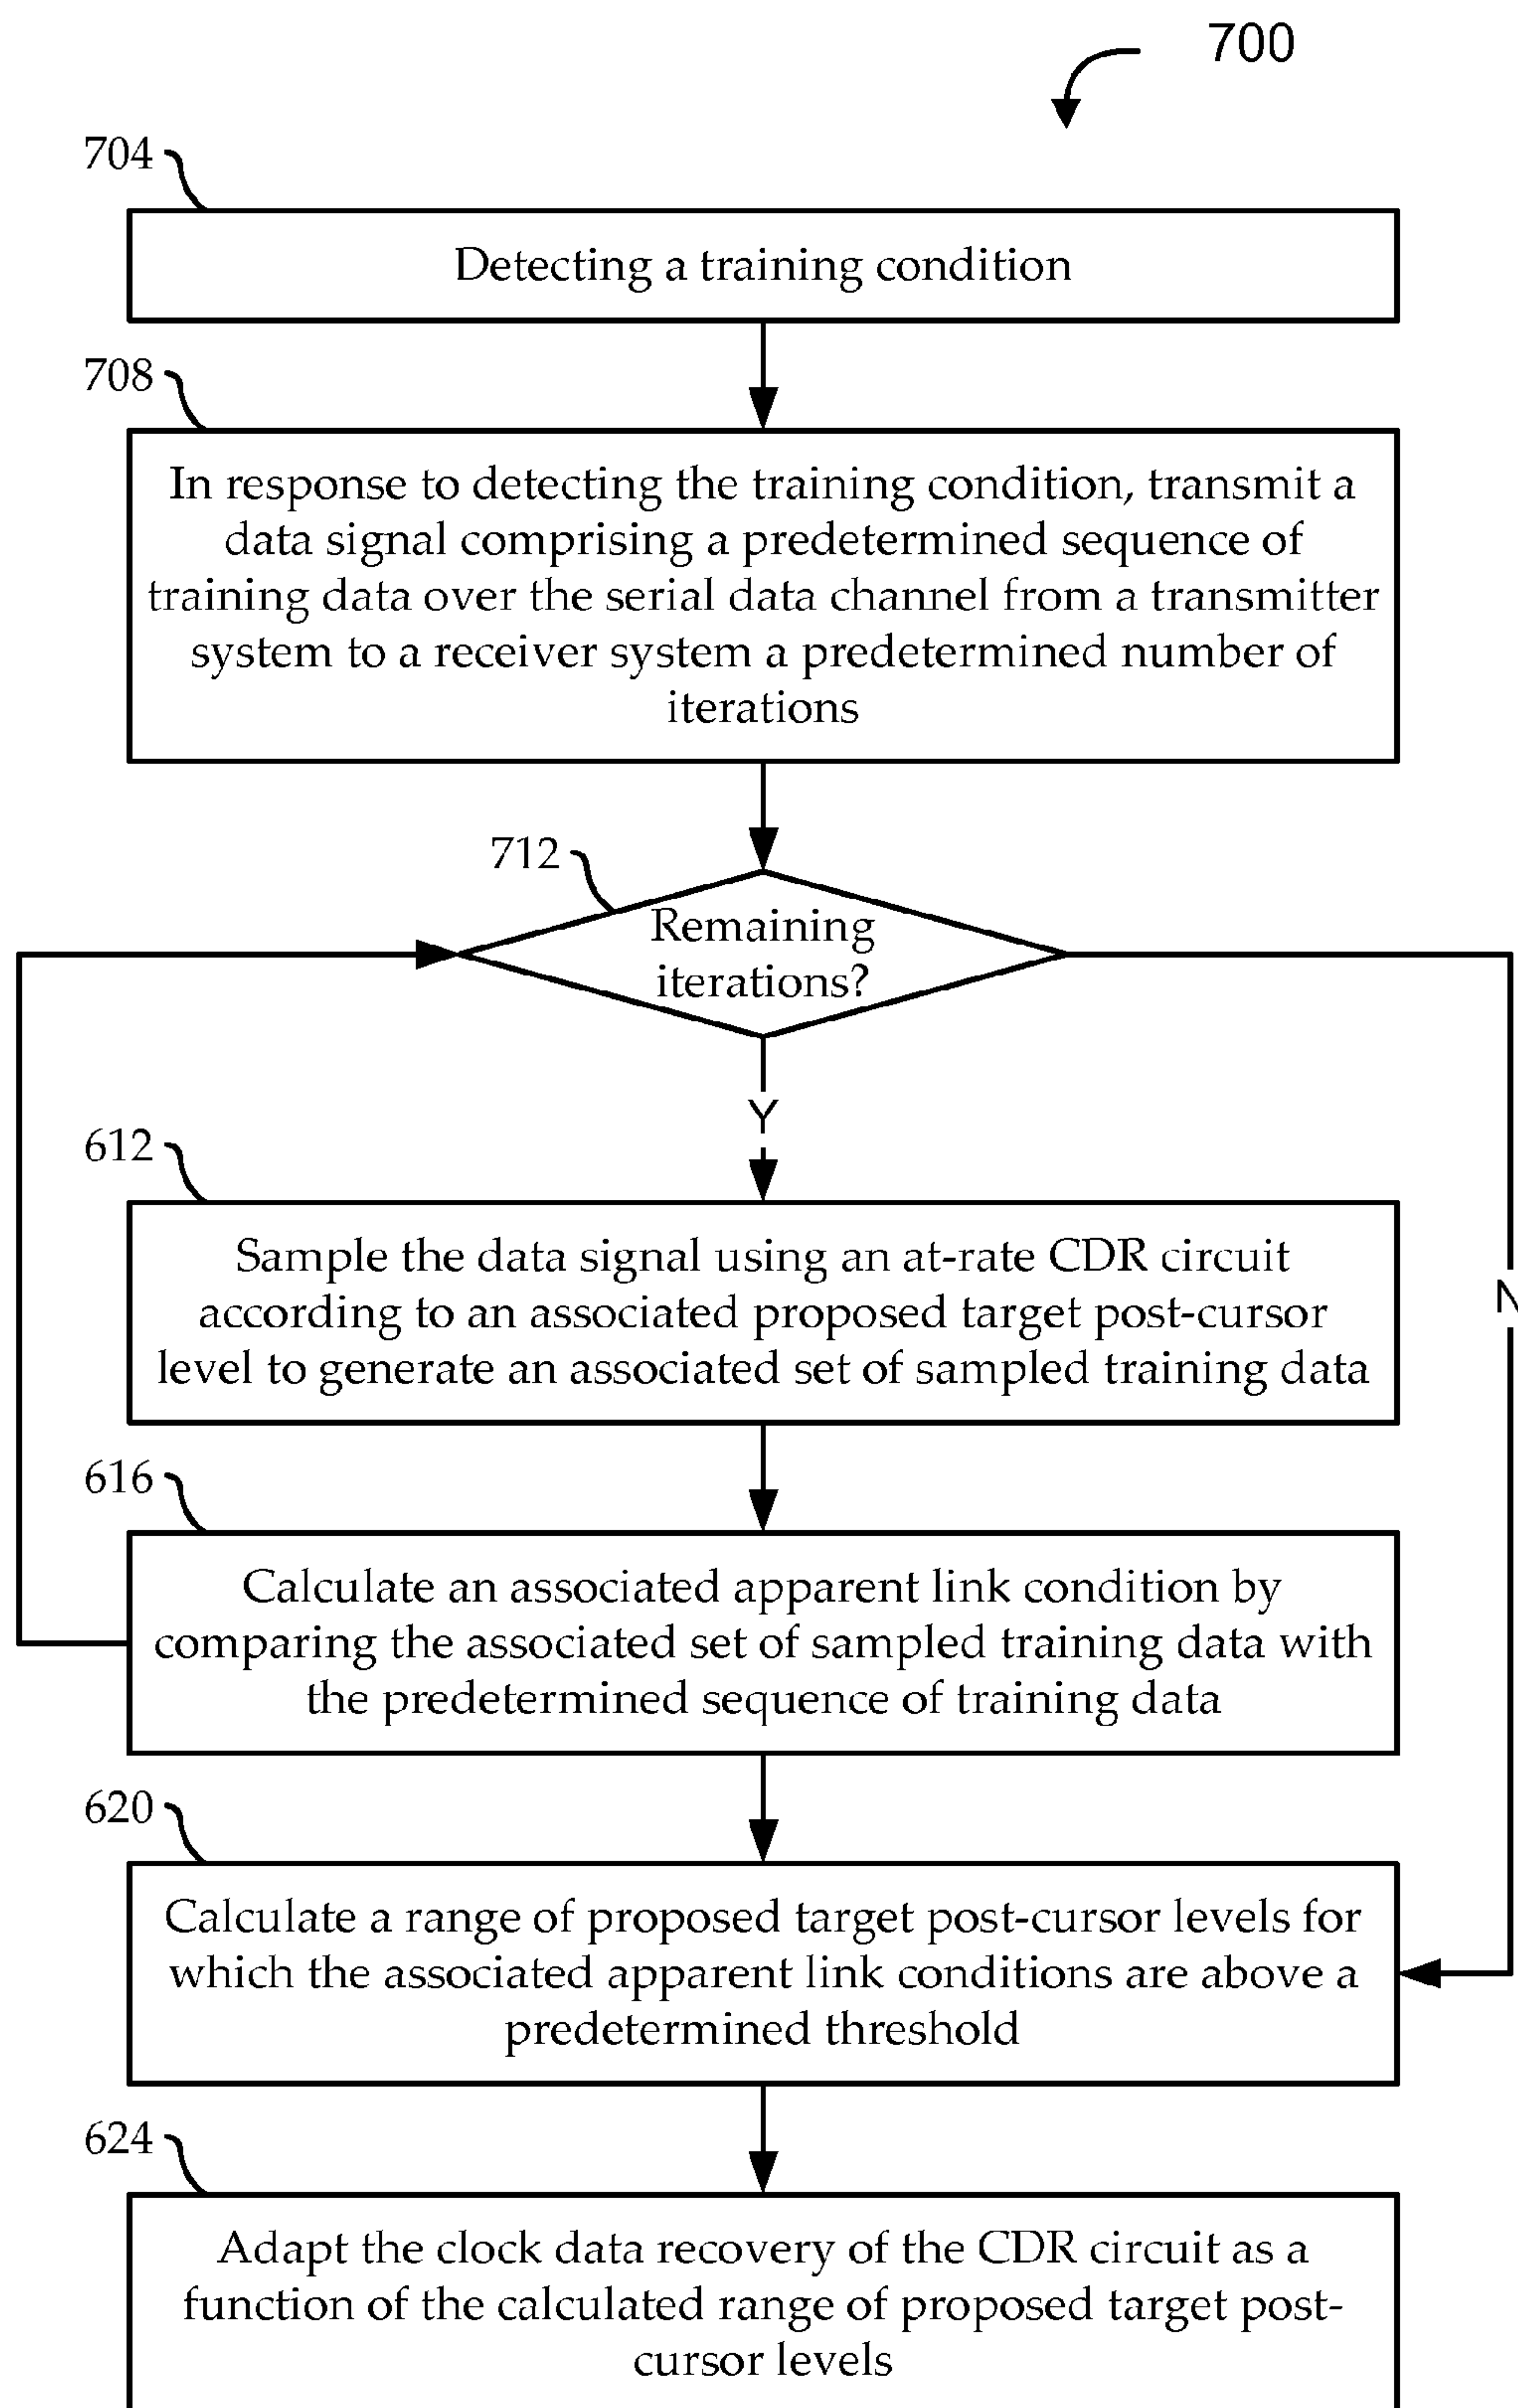 700
704
Detecting a training condition
708
In response to detecting the training condition, transmit a
data signal comprising a predetermined sequence of
training data over the serial data channel from a transmitter
system to a receiver system a predetermined number of
iterations
712
Remaining
iterations?
Y
612
Sample the data signal using an at-rate CDR circuit
according to an associated proposed target post-cursor
level to generate an associated set of sampled training data
N
616
Calculate an associated apparent link condition by
comparing the associated set of sampled training data with
the predetermined sequence of training data
620
Calculate a range of proposed target post-cursor levels for
which the associated apparent link conditions are above a
predetermined threshold
624
Adapt the clock data recovery of the CDR circuit as a
function of the calculated range of proposed target post-
cursor levels